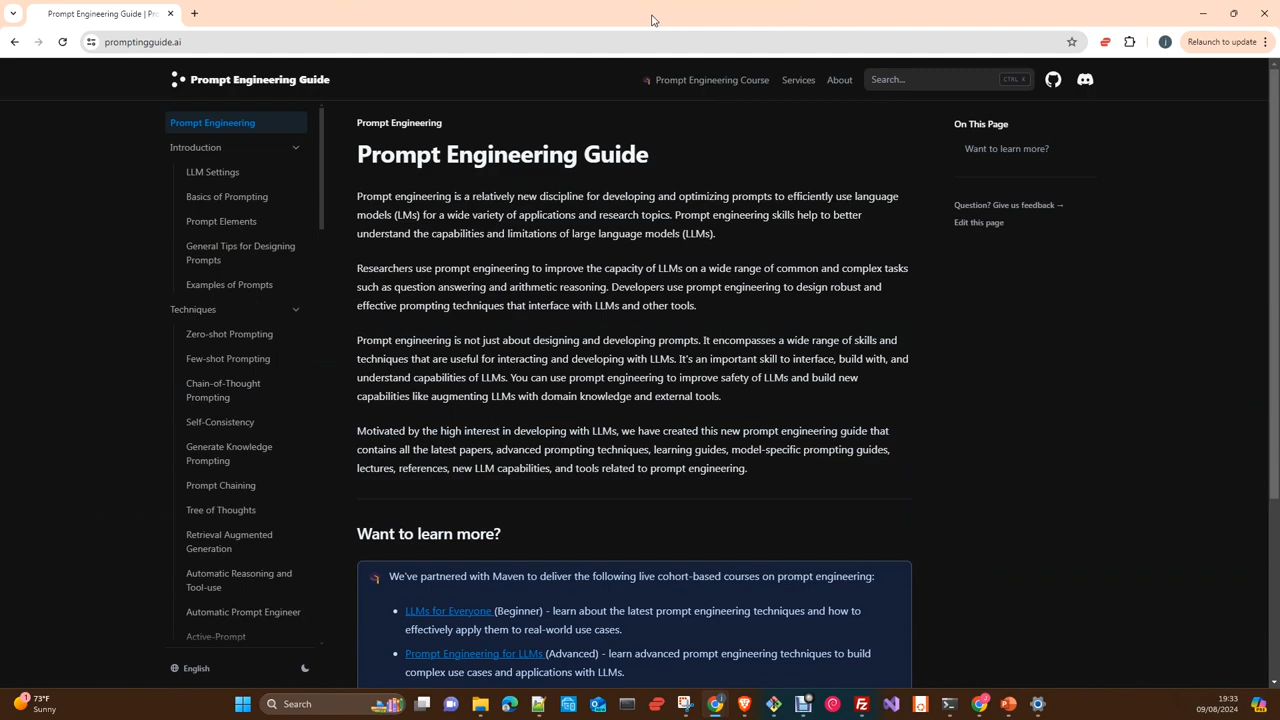 Prompt Engineering Guide | Pro
promptingguide.ai
Relaunch to update
Prompt Engineering Guide
Prompt Engineering Course
Services
About
Search...
CTRL K
Prompt Engineering
Introduction
LLM Settings
Basics of Prompting
Prompt Elements
General Tips for Designing
Prompts
Examples of Prompts
Techniques
Zero-shot Prompting
Few-shot Prompting
Chain-of-Thought
Prompting
Self-Consistency
Generate Knowledge
Prompting
Prompt Chaining
Tree of Thoughts
Retrieval Augmented
Generation
Automatic Reasoning and
Tool-use
Automatic Prompt Engineer
Active-Prompt
English
Prompt Engineering
Prompt Engineering Guide
Prompt engineering is a relatively new discipline for developing and optimizing prompts to efficiently use language
models (LMs) for a wide variety of applications and research topics. Prompt engineering skills help to better
understand the capabilities and limitations of large language models (LLMs).
Researchers use prompt engineering to improve the capacity of LLMs on a wide range of common and complex tasks
such as question answering and arithmetic reasoning. Developers use prompt engineering to design robust and
effective prompting techniques that interface with LLMs and other tools.
Prompt engineering is not just about designing and developing prompts. It encompasses a wide range of skills and
techniques that are useful for interacting and developing with LLMs. It's an important skill to interface, build with, and
understand capabilities of LLMs. You can use prompt engineering to improve safety of LLMs and build new
capabilities like augmenting LLMs with domain knowledge and external tools.
Motivated by the high interest in developing with LLMs, we have created this new prompt engineering guide that
contains all the latest papers, advanced prompting techniques, learning guides, model-specific prompting guides,
lectures, references, new LLM capabilities, and tools related to prompt engineering.
Want to learn more?
We've partnered with Maven to deliver the following live cohort-based courses on prompt engineering:
• LLMs for Everyone (Beginner) - learn about the latest prompt engineering techniques and how to
effectively apply them to real-world use cases.
• Prompt Engineering for LLMs (Advanced) - learn advanced prompt engineering techniques to build
complex use cases and applications with LLMs.
On This Page
Want to learn more?
Question? Give us feedback →
Edit this page
73°F
Sunny
Search
19:33
09/08/2024